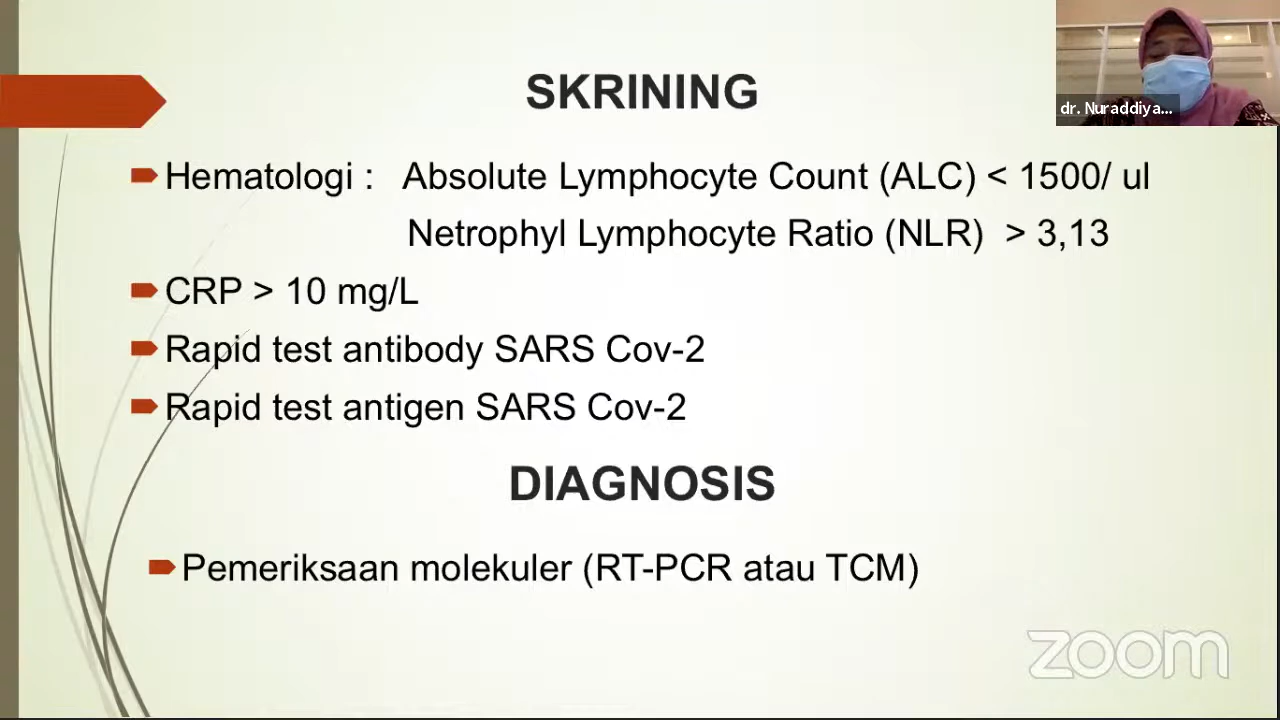 SKRINING
Hematologi : Absolute Lymphocyte Count (ALC) < 1500/ ul
Netrophyl Lymphocyte Ratio (NLR) > 3,13
CRP > 10 mg/L
Rapid test antibody SARS Cov-2
Rapid test antigen SARS Cov-2
DIAGNOSIS
Pemeriksaan molekuler (RT-PCR atau TCM)
dr. Nuraddiya...
zoom